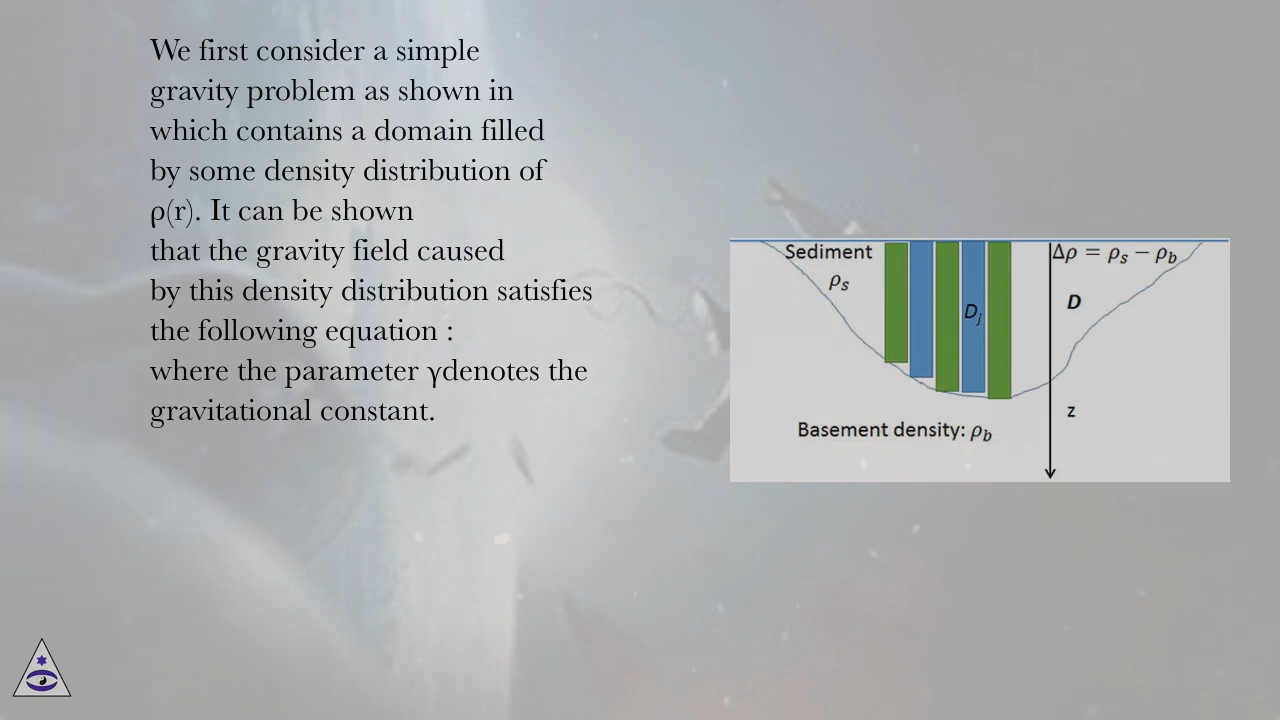 We first consider a simple
gravity problem as shown in
which contains a domain filled
by some density distribution of
ρ(r). It can be shown
that the gravity field caused
by this density distribution satisfies
the following equation :
where the parameter γdenotes the
gravitational constant.
Sediment
ρₛ
Dⱼ
Δρ = ρₛ − ρ_b
D
z
Basement density: ρ_b